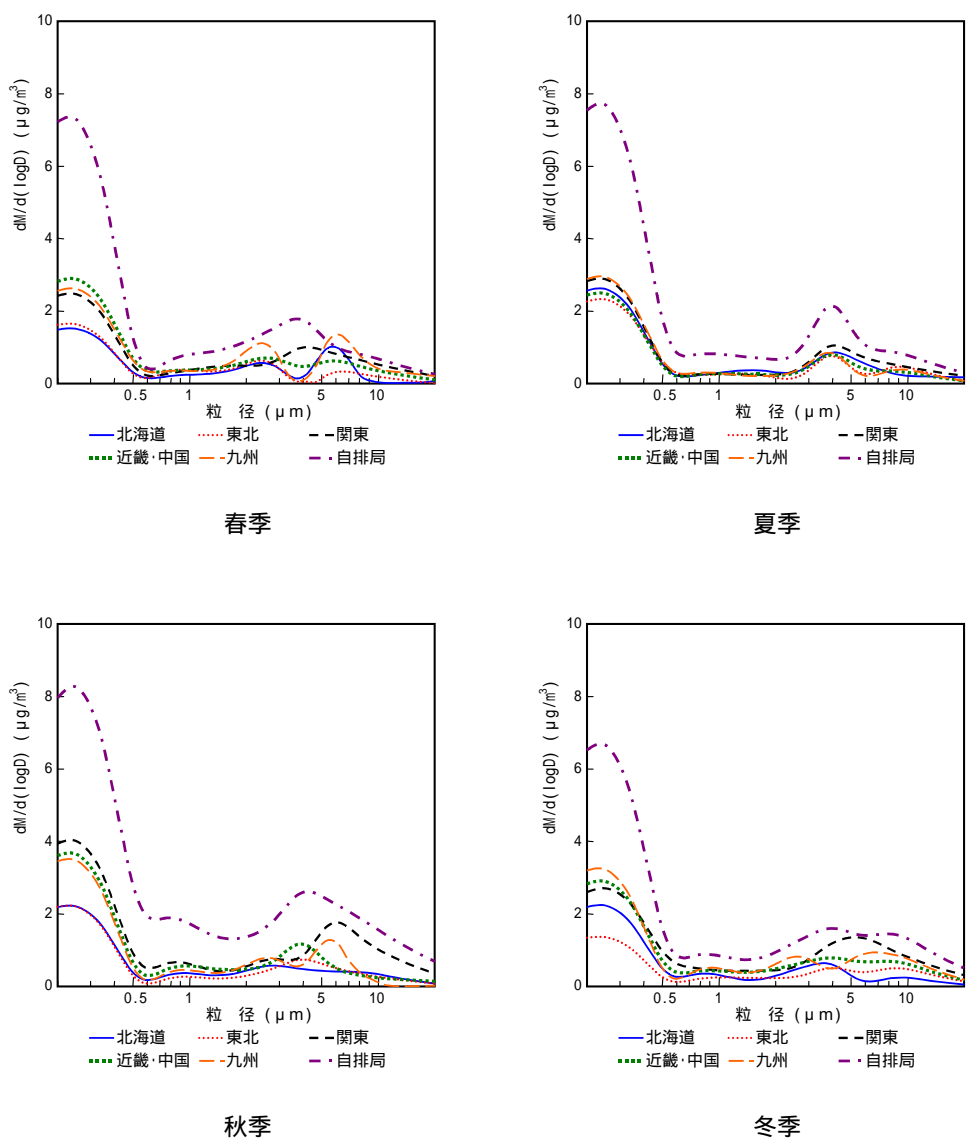 10
8
6
4
2
0
dM/d(logD) (μg/m³)
0.5 1 5 10
粒 径 (μm)
北海道 東北 関東
近畿・中国 九州 自排局
春季
10
8
6
4
2
0
dM/d(logD) (μg/m³)
0.5 1 5 10
粒 径 (μm)
北海道 東北 関東
近畿・中国 九州 自排局
夏季
10
8
6
4
2
0
dM/d(logD) (μg/m³)
0.5 1 5 10
粒 径 (μm)
北海道 東北 関東
近畿・中国 九州 自排局
秋季
10
8
6
4
2
0
dM/d(logD) (μg/m³)
0.5 1 5 10
粒 径 (μm)
北海道 東北 関東
近畿・中国 九州 自排局
冬季